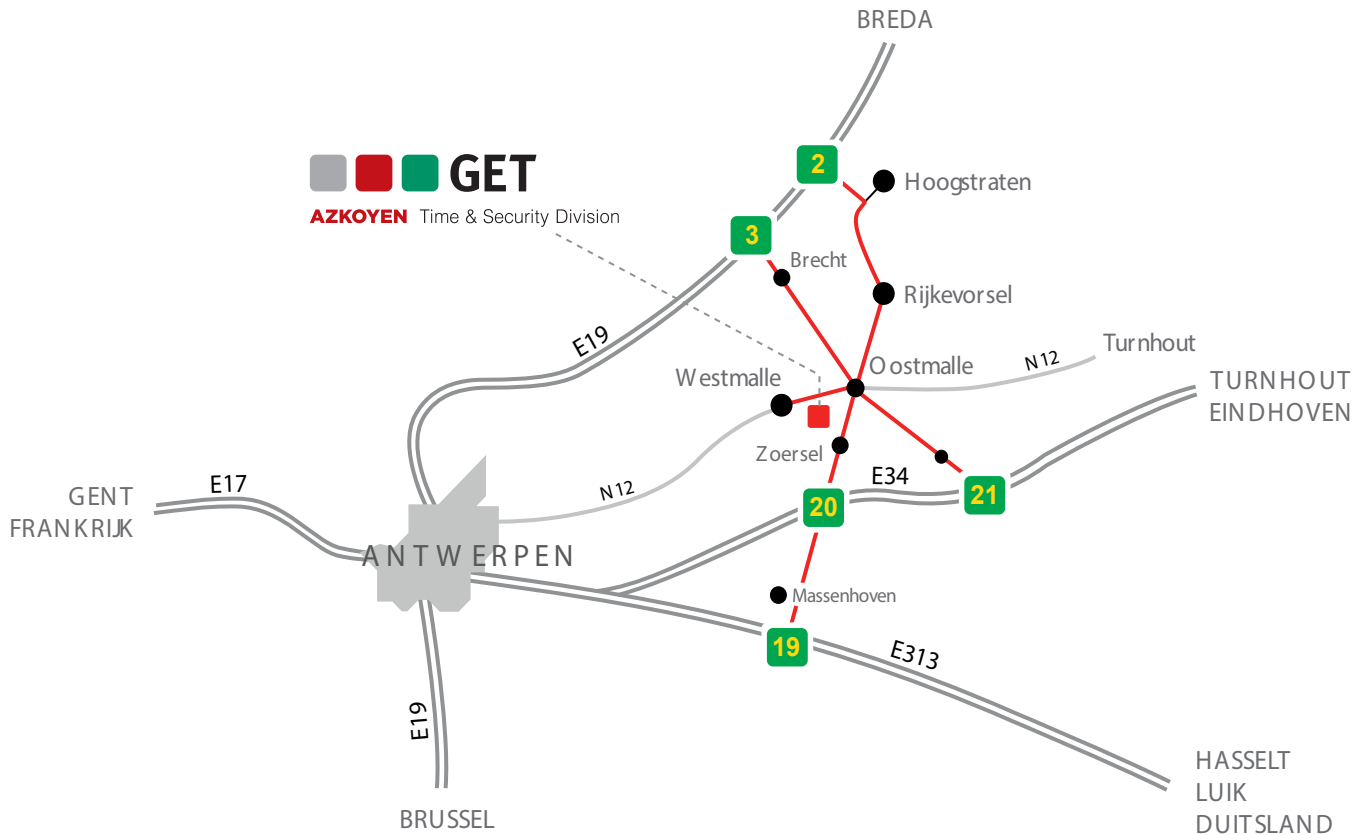 BREDA
GET
AZKOYEN Time & Security Division
2
Hoogstraten
3
Brecht
Rijkevorsel
E19
Turnhout
N12
Oostmalle
Westmalle
TURNHOUT
EINDHOVEN
Zoersel
E34
21
20
E17
N12
GENT
FRANKRIJK
ANTWERPEN
Massenhoven
19
E313
E19
HASSELT
LUIK
DUITSLAND
BRUSSEL